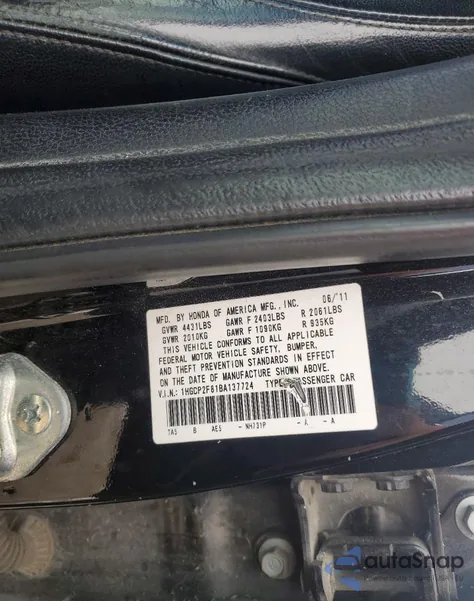 MFD. BY HONDA OF AMERICA MFG., INC. 06/'11
GVWR 4431LBS GAWR F 2403LBS R 2061LBS
GVWR 2010KG GAWR F 1090KG R 935KG
THIS VEHICLE CONFORMS TO ALL APPLICABLE
FEDERAL MOTOR VEHICLE SAFETY, BUMPER,
AND THEFT PREVENTION STANDARDS IN EFFECT
ON THE DATE OF MANUFACTURE SHOWN ABOVE.
V.I.N.: 1HGCP2F81BA137724 TYPE: PASSENGER CAR
TA5 B AE5 - NH731P - A - A
autoSnap